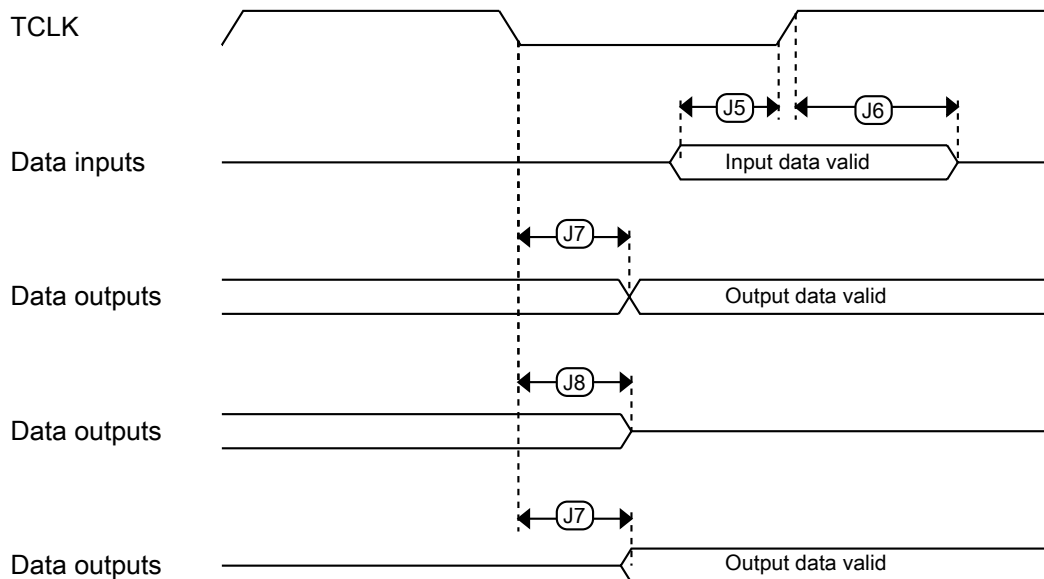 TCLK
J5
J6
Data inputs
Input data valid
J7
Data outputs
Output data valid
J8
Data outputs
J7
Data outputs
Output data valid